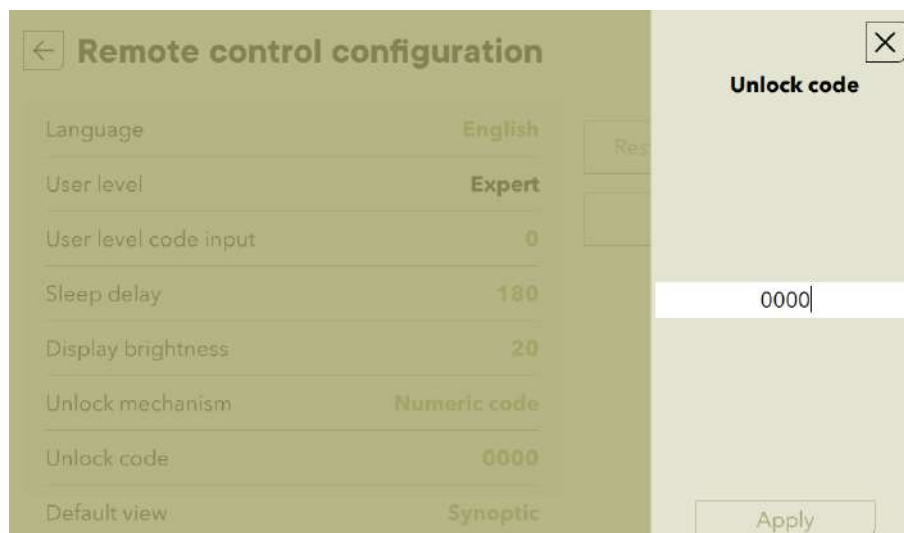 Remote control configuration
Language English
User level Expert
User level code input 0
Sleep delay 180
Display brightness 20
Unlock mechanism Numeric code
Unlock code 0000
Default view Synoptic
Res
Unlock code
0000
Apply